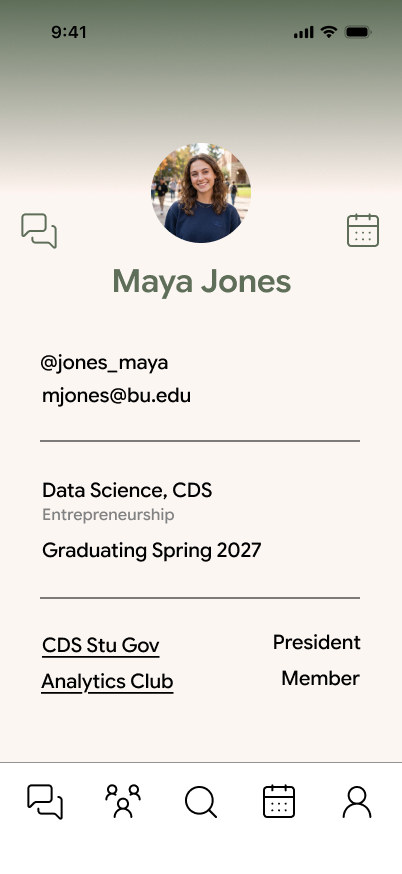 9:41
Maya Jones
@jones_maya
mjones@bu.edu
Data Science, CDS
Entrepreneurship
Graduating Spring 2027
CDS Stu Gov President
Analytics Club Member